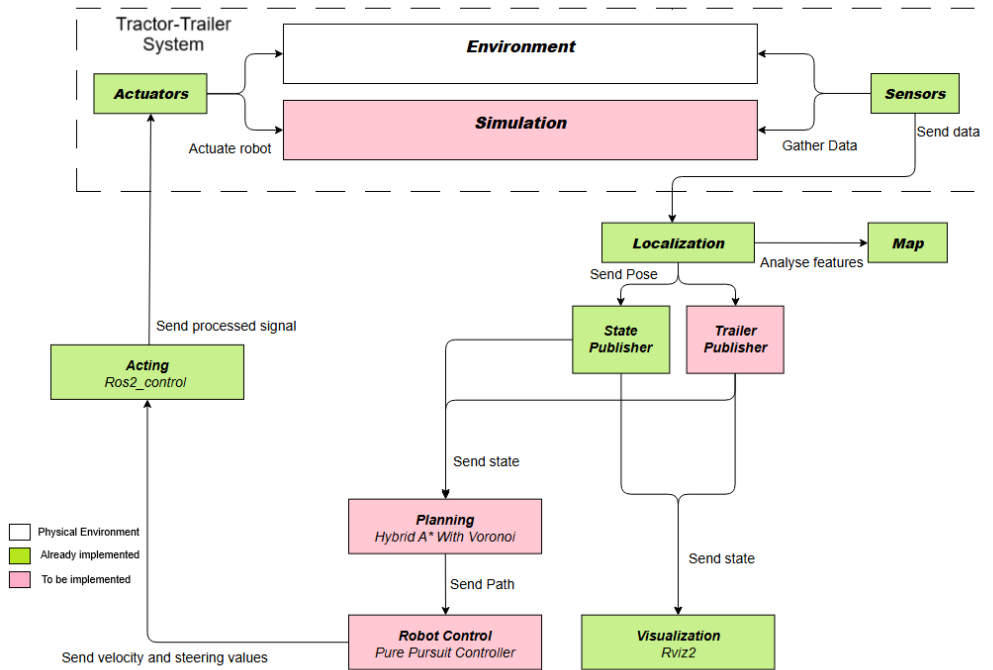 Tractor-Trailer
System
Environment
Actuators
Sensors
Simulation
Actuate robot
Gather Data
Send data
Localization
Map
Send Pose
Analyse features
State
Publisher
Trailer
Publisher
Send processed signal
Acting
Ros2_control
Send state
Planning
Hybrid A* With Voronoi
Physical Environment
Already implemented
To be implemented
Send state
Send Path
Robot Control
Pure Pursuit Controller
Visualization
Rviz2
Send velocity and steering values